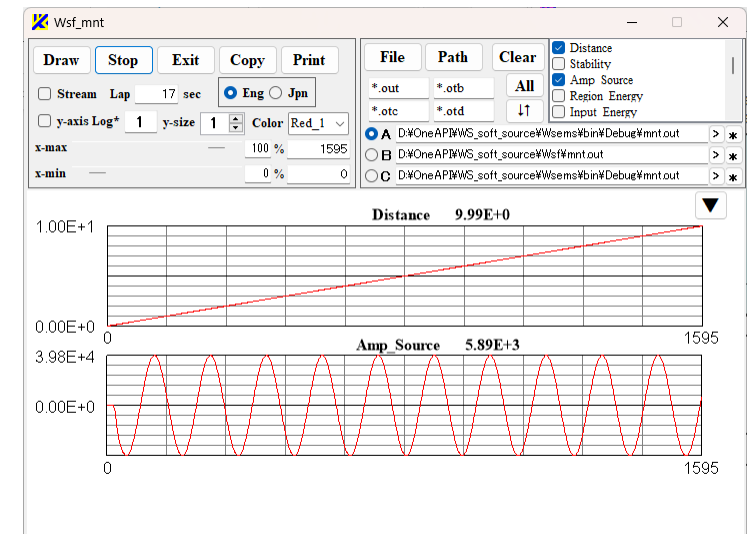 Wsf_mnt
Draw Stop Exit Copy Print
Stream Lap 17 sec Eng Jpn
y-axis Log* 1 y-size 1 Color Red_1
x-max 100 % 1595
x-min 0 % 0
File Path Clear
*.out *.otb All
*.otc *.otd ↓↑
Distance
Stability
Amp Source
Region Energy
Input Energy
A D:¥OneAPI¥WS_soft_source¥Wsems¥bin¥Debug¥mnt.out > *
B D:¥OneAPI¥WS_soft_source¥Wsf¥mnt.out > *
C D:¥OneAPI¥WS_soft_source¥Wsems¥bin¥Debug¥mnt.out > *
▼
Distance 9.99E+0
1.00E+1
0.00E+0
0 1595
Amp_Source 5.89E+3
3.98E+4
0.00E+0
0 1595